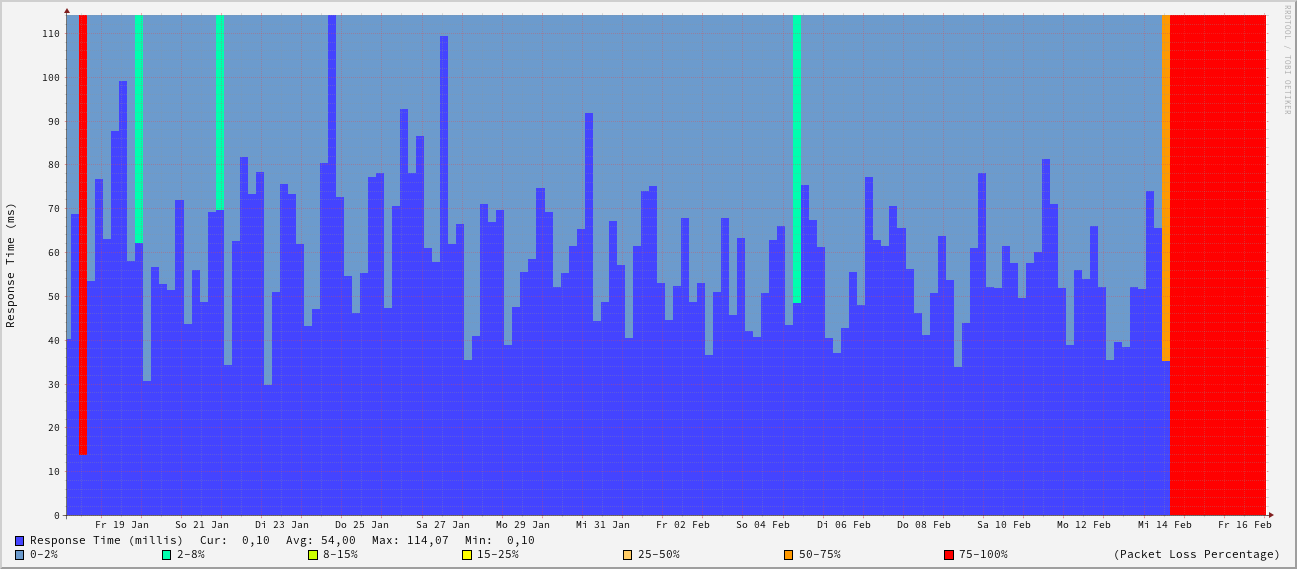 RRDTOOL / TOBI OETIKER
Response Time (ms)
110
100
90
80
70
60
50
40
30
20
10
0
Fr 19 Jan So 21 Jan Di 23 Jan Do 25 Jan Sa 27 Jan Mo 29 Jan Mi 31 Jan Fr 02 Feb So 04 Feb Di 06 Feb Do 08 Feb Sa 10 Feb Mo 12 Feb Mi 14 Feb Fr 16 Feb
Response Time (millis) Cur: 0,10 Avg: 54,00 Max: 114,07 Min: 0,10
0-2% 2-8% 8-15% 15-25% 25-50% 50-75% 75-100% (Packet Loss Percentage)